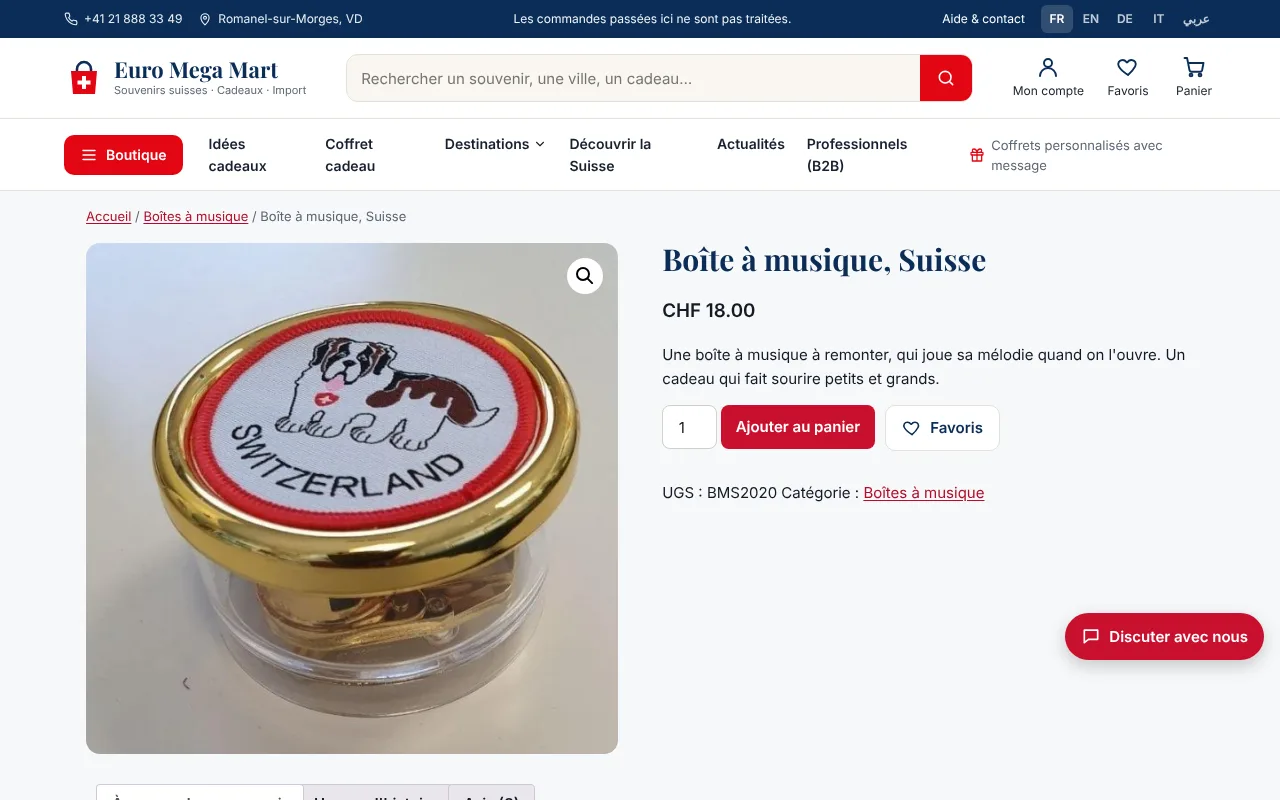 +41 21 888 33 49
Romanel-sur-Morges, VD
Les commandes passées ici ne sont pas traitées.
Aide & contact
FR
EN
DE
IT
عربي
Euro Mega Mart
Souvenirs suisses · Cadeaux · Import
Rechercher un souvenir, une ville, un cadeau...
Mon compte
Favoris
Panier
Boutique
Idées
cadeaux
Coffret
cadeau
Destinations
Découvrir la
Suisse
Actualités
Professionnels
(B2B)
Coffrets personnalisés avec
message
Accueil / Boîtes à musique / Boîte à musique, Suisse
SWITZERLAND
Boîte à musique, Suisse
CHF 18.00
Une boîte à musique à remonter, qui joue sa mélodie quand on l'ouvre. Un
cadeau qui fait sourire petits et grands.
1
Ajouter au panier
Favoris
UGS : BMS2020 Catégorie : Boîtes à musique
Discuter avec nous